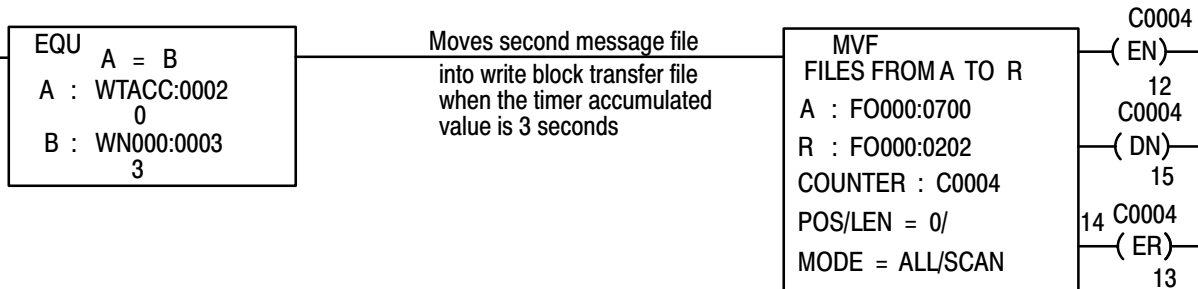 EQU
A = B
A : WTACC:0002
0
B : WN000:0003
3
Moves second message file
into write block transfer file
when the timer accumulated
value is 3 seconds
MVF
FILES FROM A TO R
A : FO000:0700
R : FO000:0202
COUNTER : C0004
POS/LEN = 0/ 14
MODE = ALL/SCAN
C0004
( EN )
12
C0004
( DN )
15
C0004
( ER )
13